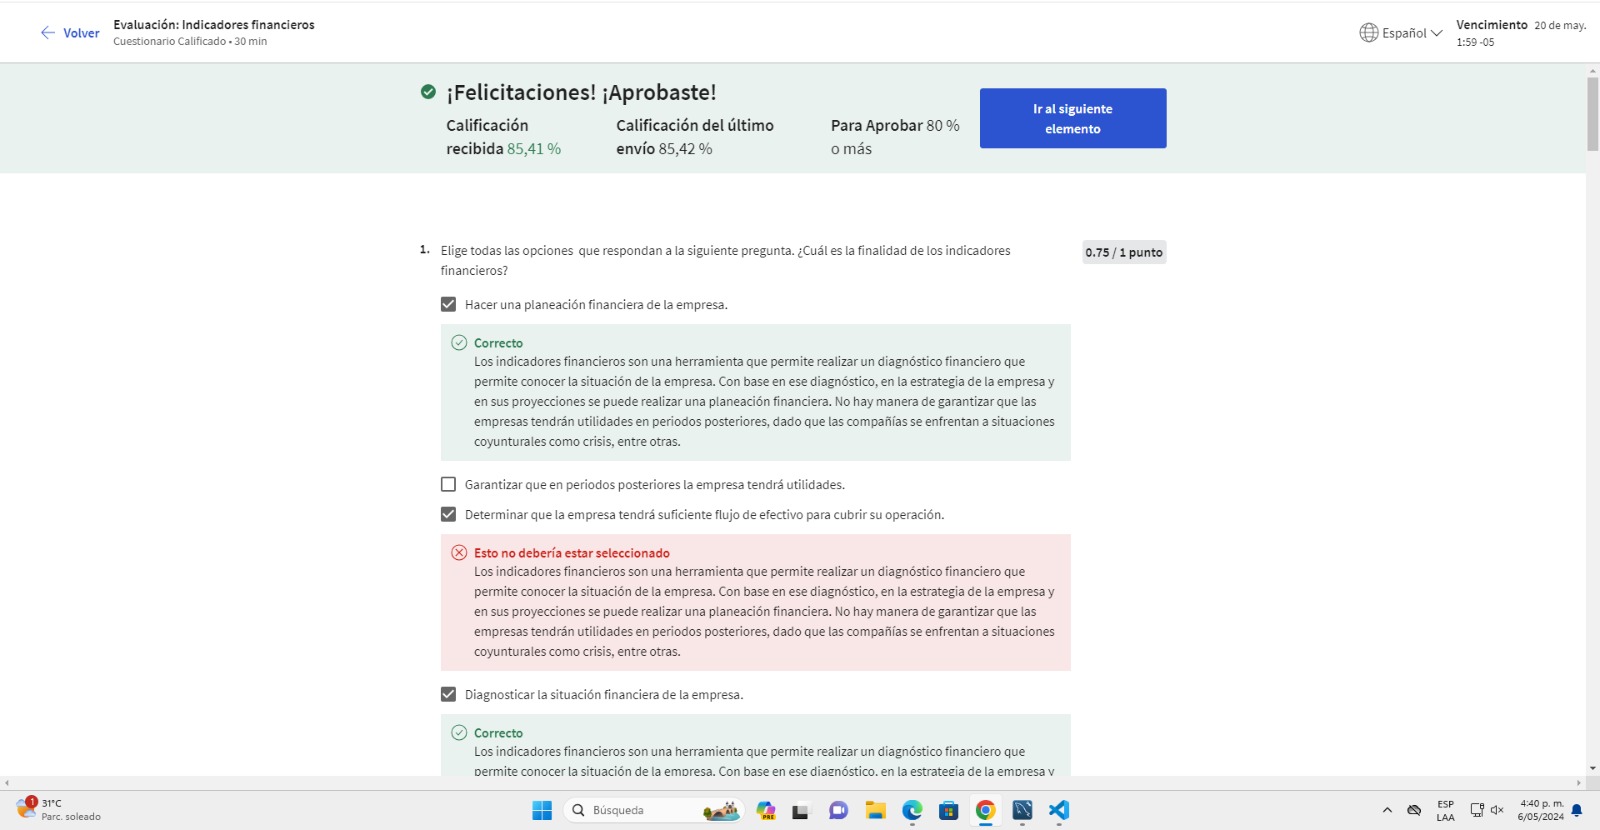 Volver
Evaluación: Indicadores financieros
Cuestionario Calificado • 30 min
Español
Vencimiento 20 de may.
1:59 -05
¡Felicitaciones! ¡Aprobaste!
Calificación
recibida 85,41 %
Calificación del último
envío 85,42 %
Para Aprobar 80 %
o más
Ir al siguiente
elemento
1. Elige todas las opciones que respondan a la siguiente pregunta. ¿Cuál es la finalidad de los indicadores
financieros?
0.75 / 1 punto
Hacer una planeación financiera de la empresa.
Correcto
Los indicadores financieros son una herramienta que permite realizar un diagnóstico financiero que
permite conocer la situación de la empresa. Con base en ese diagnóstico, en la estrategia de la empresa y
en sus proyecciones se puede realizar una planeación financiera. No hay manera de garantizar que las
empresas tendrán utilidades en periodos posteriores, dado que las compañías se enfrentan a situaciones
coyunturales como crisis, entre otras.
Garantizar que en periodos posteriores la empresa tendrá utilidades.
Determinar que la empresa tendrá suficiente flujo de efectivo para cubrir su operación.
Esto no debería estar seleccionado
Los indicadores financieros son una herramienta que permite realizar un diagnóstico financiero que
permite conocer la situación de la empresa. Con base en ese diagnóstico, en la estrategia de la empresa y
en sus proyecciones se puede realizar una planeación financiera. No hay manera de garantizar que las
empresas tendrán utilidades en periodos posteriores, dado que las compañías se enfrentan a situaciones
coyunturales como crisis, entre otras.
Diagnosticar la situación financiera de la empresa.
Correcto
Los indicadores financieros son una herramienta que permite realizar un diagnóstico financiero que
permite conocer la situación de la empresa. Con base en ese diagnóstico, en la estrategia de la empresa y
1
31°C
Parc. soleado
Búsqueda
PRE
ESP
LAA
4:40 p. m.
6/05/2024